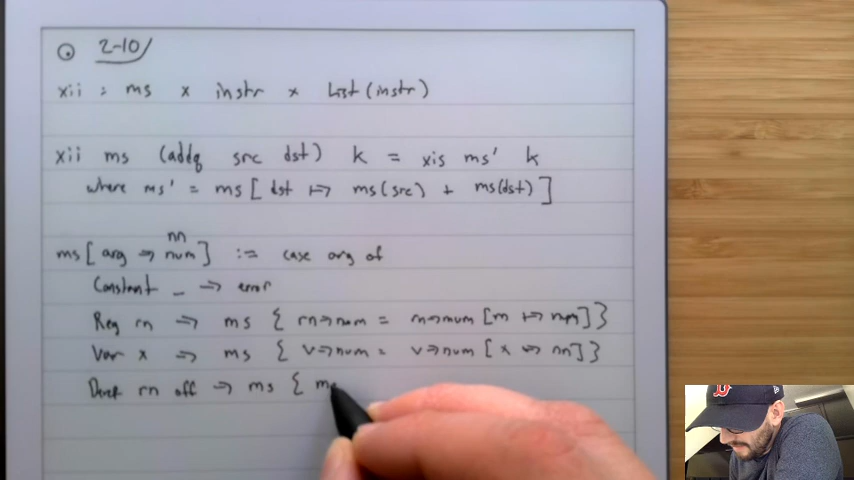 2-10/
xii : ms x instr x List(instr)
xii ms (addq src dst) k = xis ms' k
where ms' = ms[dst ↦ ms(src) + ms(dst)]
nn
ms[arg → num] := case arg of
Constant _ → error
Reg rn → ms { rn→num = rn→num [rn ↦ nn]}
Var x → ms { v→num = v→num [x ↦ nn]}
Deref rn off → ms { m
B